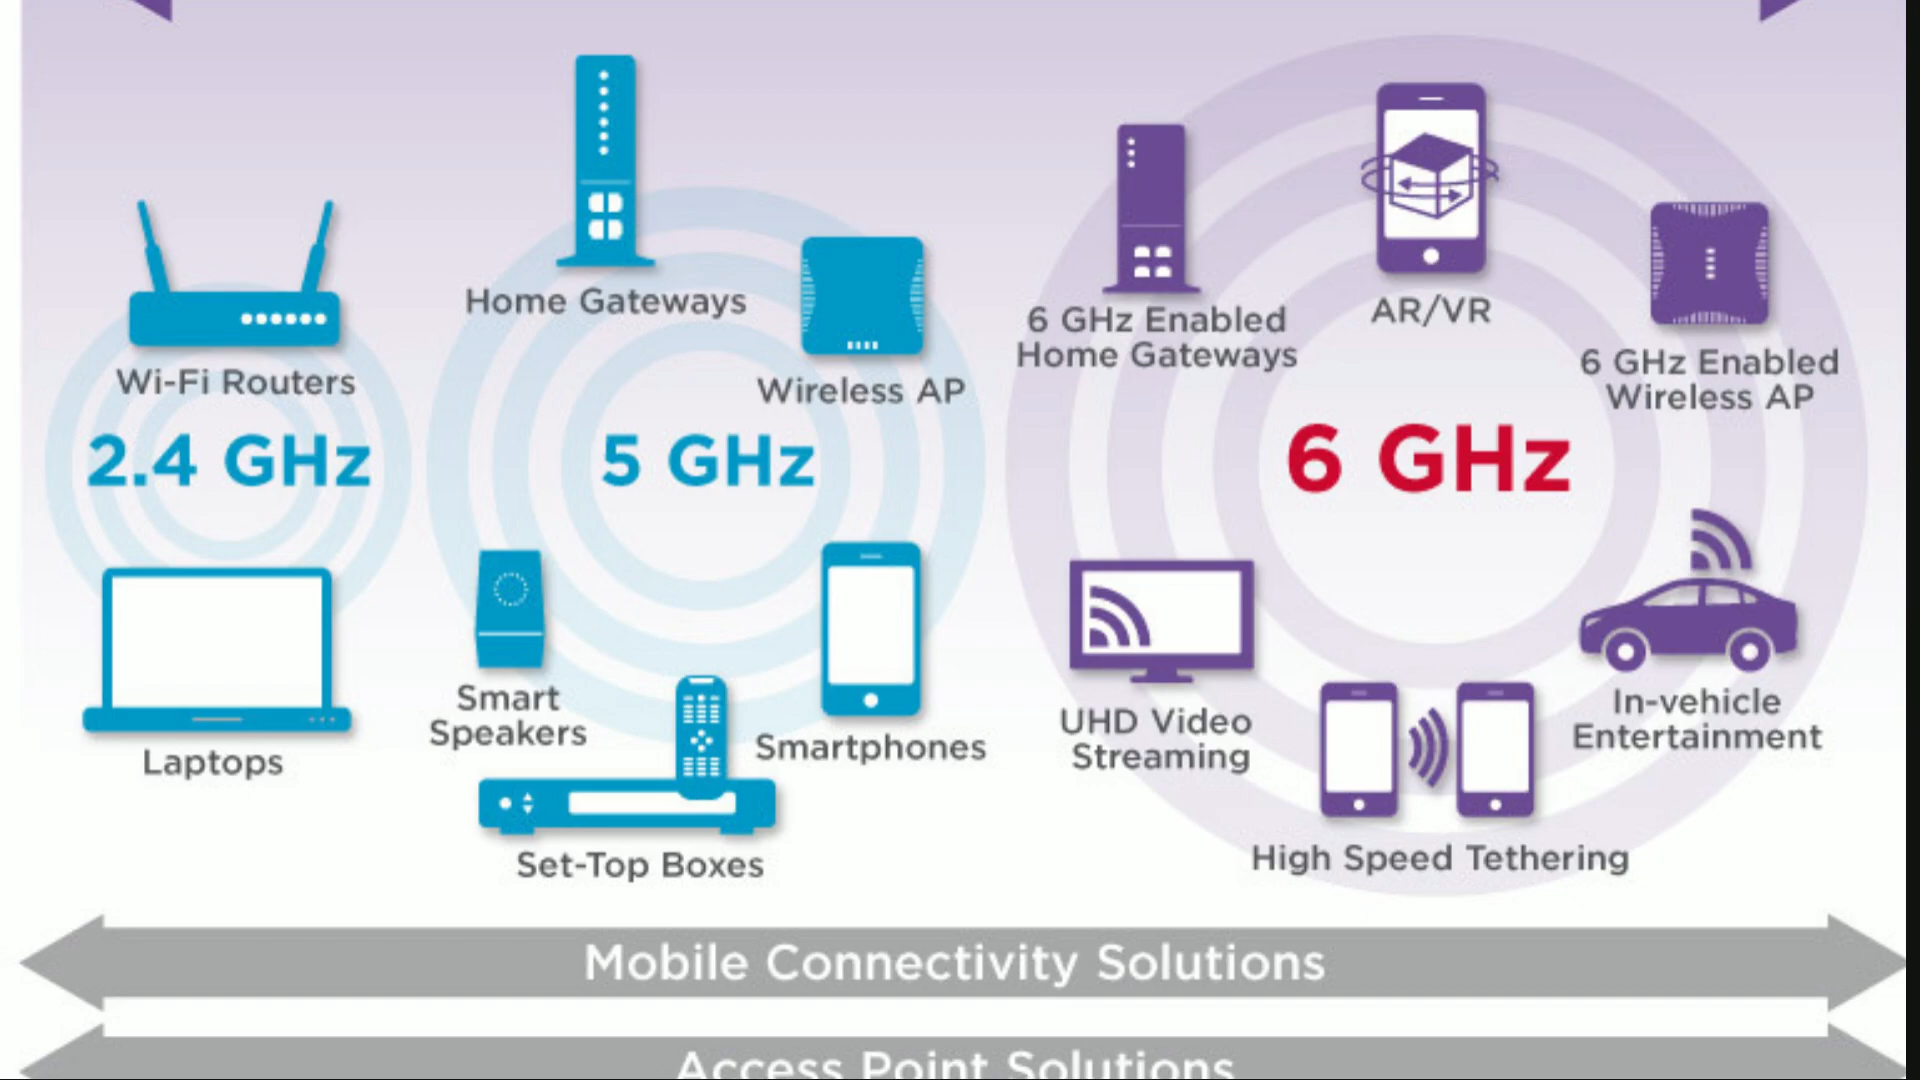 Home Gateways
Wi-Fi Routers
Wireless AP
6 GHz Enabled
Home Gateways
AR/VR
6 GHz Enabled
Wireless AP
2.4 GHz
5 GHz
6 GHz
Laptops
Smart
Speakers
Smartphones
Set-Top Boxes
UHD Video
Streaming
In-vehicle
Entertainment
High Speed Tethering
Mobile Connectivity Solutions
Access Point Solutions